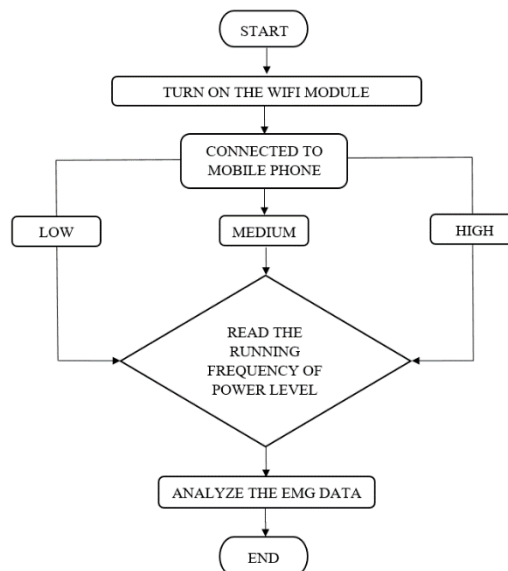 START
TURN ON THE WIFI MODULE
CONNECTED TO
MOBILE PHONE
LOW
MEDIUM
HIGH
READ THE
RUNNING
FREQUENCY OF
POWER LEVEL
ANALYZE THE EMG DATA
END